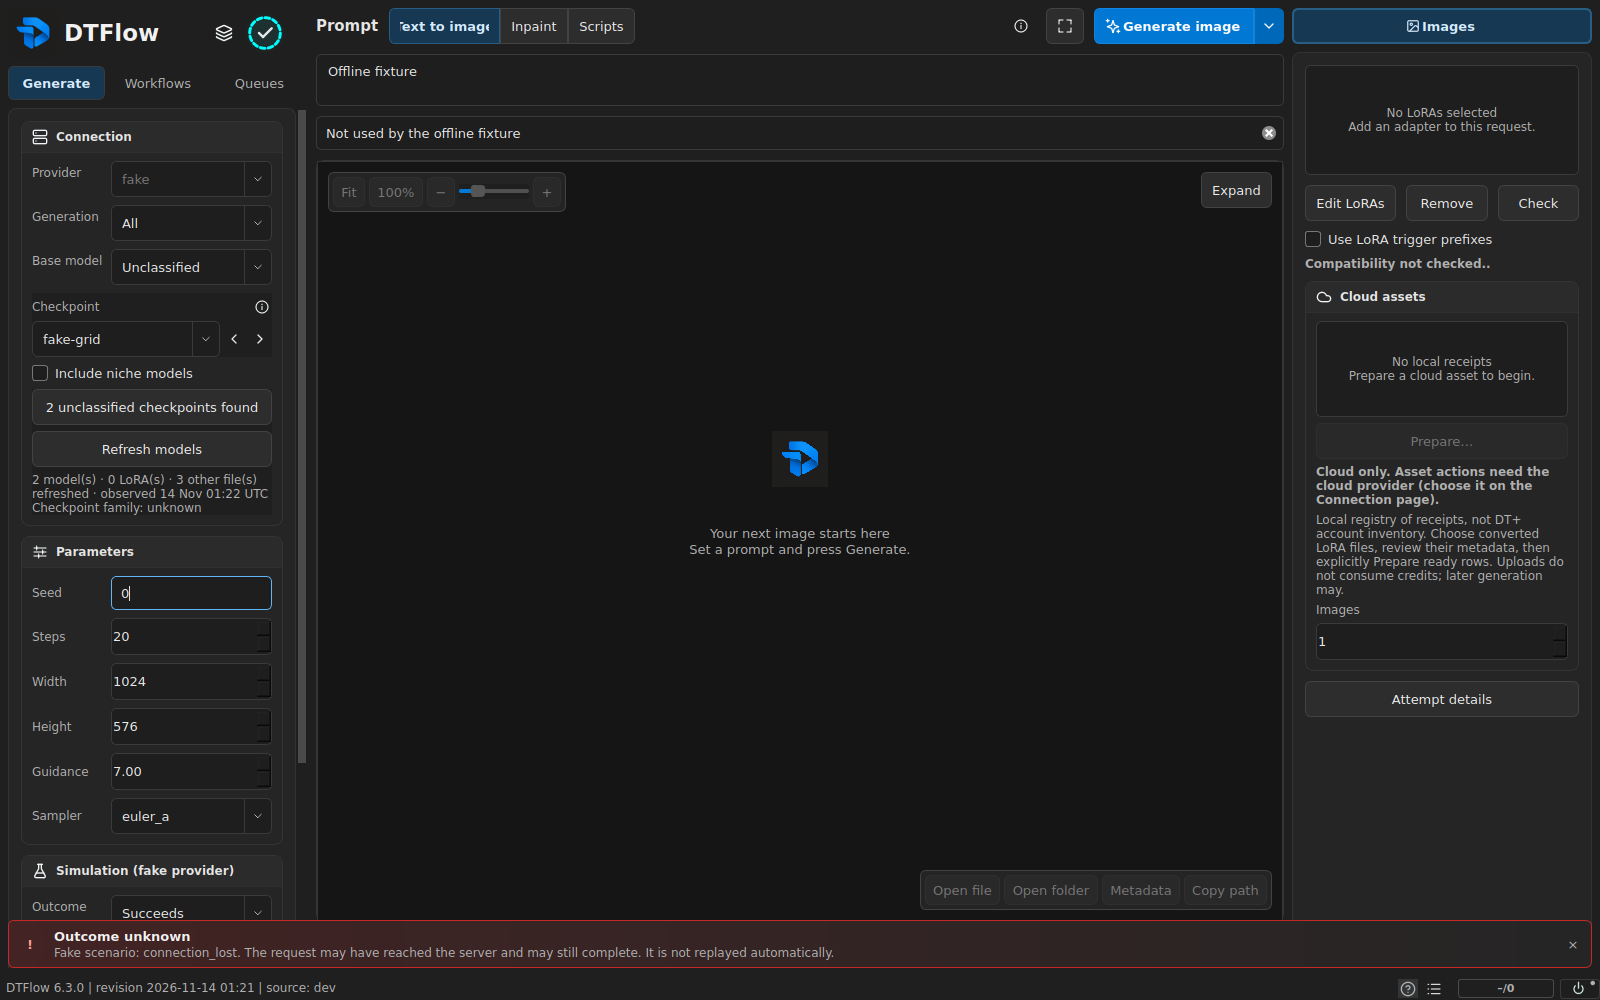 DTFlow
Generate
Workflows
Queues
Connection
Provider
fake
Generation
All
Base model
Unclassified
Checkpoint
fake-grid
Include niche models
2 unclassified checkpoints found
Refresh models
2 model(s) · 0 LoRA(s) · 3 other file(s)
refreshed · observed 14 Nov 01:22 UTC
Checkpoint family: unknown
Parameters
Seed
0
Steps
20
Width
1024
Height
576
Guidance
7.00
Sampler
euler_a
Simulation (fake provider)
Outcome
Succeeds
Prompt
Text to image
Inpaint
Scripts
Generate image
Offline fixture
Not used by the offline fixture
Fit
100%
−
+
Expand
Your next image starts here
Set a prompt and press Generate.
Open file
Open folder
Metadata
Copy path
Images
No LoRAs selected
Add an adapter to this request.
Edit LoRAs
Remove
Check
Use LoRA trigger prefixes
Compatibility not checked..
Cloud assets
No local receipts
Prepare a cloud asset to begin.
Prepare...
Cloud only. Asset actions need the
cloud provider (choose it on the
Connection page).
Local registry of receipts, not DT+
account inventory. Choose converted
LoRA files, review their metadata, then
explicitly Prepare ready rows. Uploads do
not consume credits; later generation
may.
Images
1
Attempt details
!
Outcome unknown
Fake scenario: connection_lost. The request may have reached the server and may still complete. It is not replayed automatically.
×
DTFlow 6.3.0 | revision 2026-11-14 01:21 | source: dev
–/0